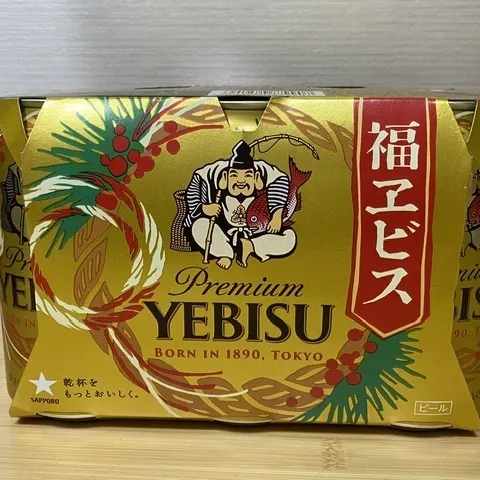 福ヱビス
Premium
YEBISU
BORN IN 1890, TOKYO
乾杯を
もっとおいしく。
SAPPORO
ビール